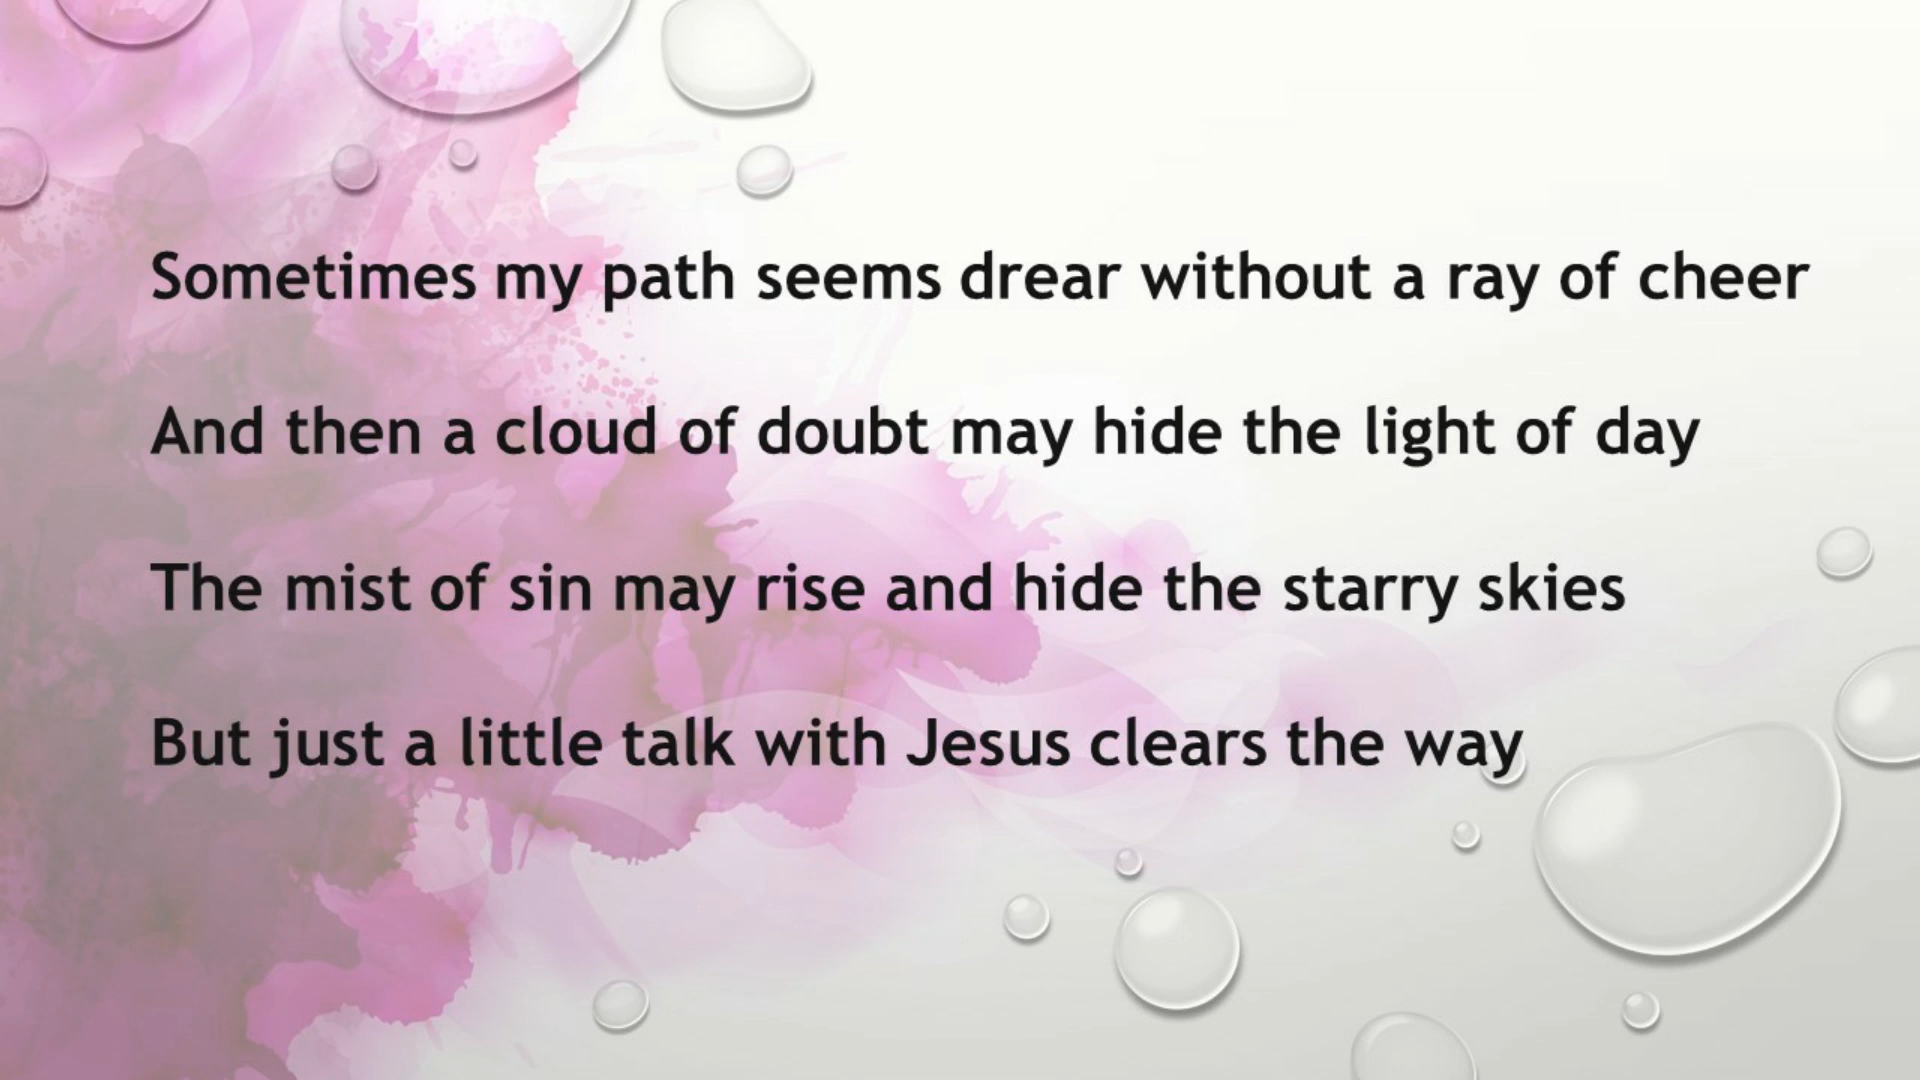 Sometimes my path seems drear without a ray of cheer
And then a cloud of doubt may hide the light of day
The mist of sin may rise and hide the starry skies
But just a little talk with Jesus clears the way